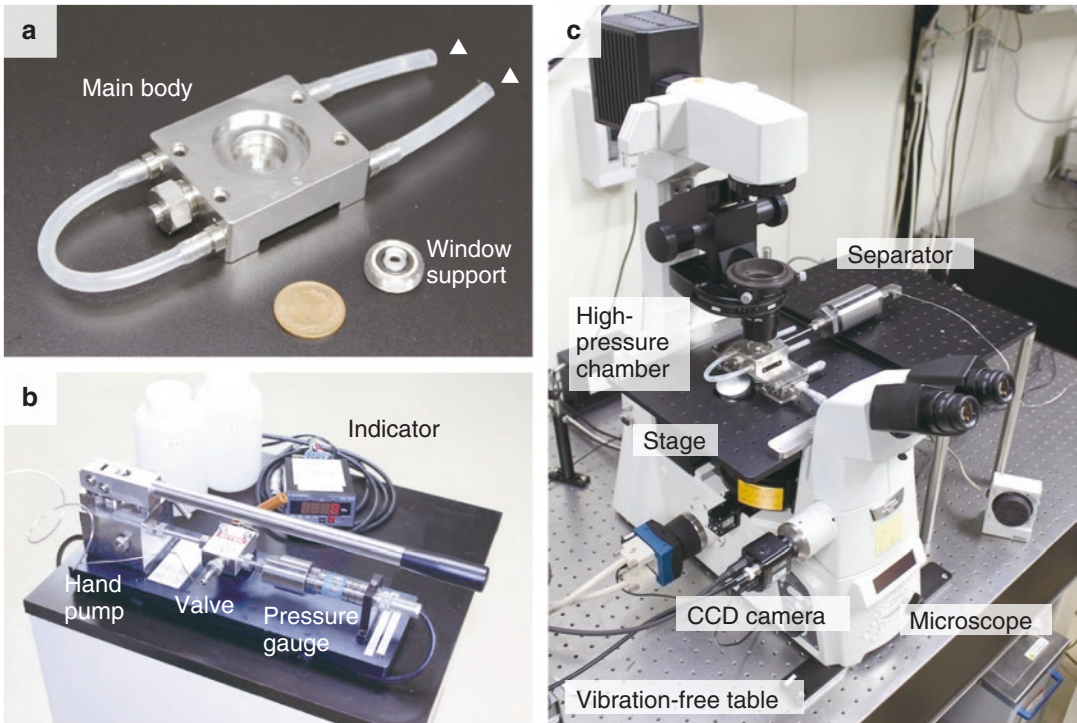 a
Main body
Window
support
b
Indicator
Hand
pump
Valve
Pressure
gauge
c
Separator
High-
pressure
chamber
Stage
CCD camera
Microscope
Vibration-free table